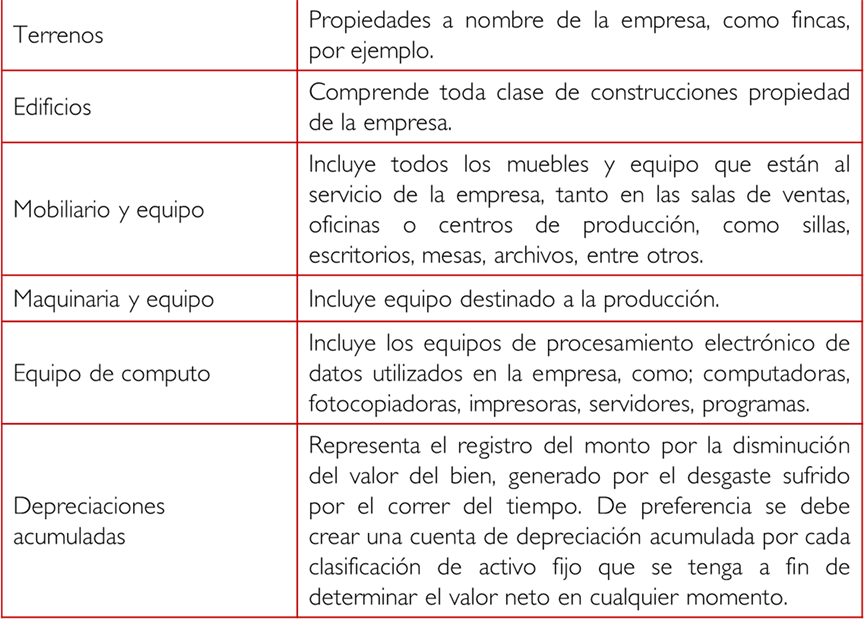 Terrenos
Propiedades a nombre de la empresa, como fincas,
por ejemplo.
Edificios
Comprende toda clase de construcciones propiedad
de la empresa.
Mobiliario y equipo
Incluye todos los muebles y equipo que están al
servicio de la empresa, tanto en las salas de ventas,
oficinas o centros de producción, como sillas,
escritorios, mesas, archivos, entre otros.
Maquinaria y equipo
Incluye equipo destinado a la producción.
Equipo de computo
Incluye los equipos de procesamiento electrónico de
datos utilizados en la empresa, como; computadoras,
fotocopiadoras, impresoras, servidores, programas.
Depreciaciones
acumuladas
Representa el registro del monto por la disminución
del valor del bien, generado por el desgaste sufrido
por el correr del tiempo. De preferencia se debe
crear una cuenta de depreciación acumulada por cada
clasificación de activo fijo que se tenga a fin de
determinar el valor neto en cualquier momento.